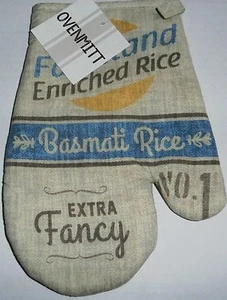 OVENMITT
Enriched Rice
Basmati Rice
NO.1
EXTRA
Fancy